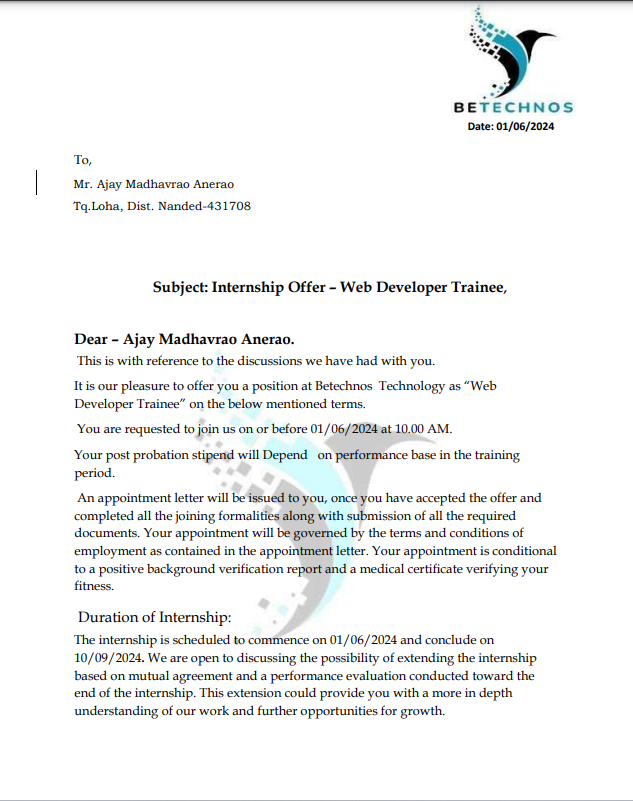 BETECHNOS
Date: 01/06/2024
To,
Mr. Ajay Madhavrao Anerao
Tq.Loha, Dist. Nanded-431708
Subject: Internship Offer – Web Developer Trainee,
Dear – Ajay Madhavrao Anerao.
This is with reference to the discussions we have had with you.
It is our pleasure to offer you a position at Betechnos Technology as “Web
Developer Trainee” on the below mentioned terms.
You are requested to join us on or before 01/06/2024 at 10.00 AM.
Your post probation stipend will Depend on performance base in the training
period.
An appointment letter will be issued to you, once you have accepted the offer and
completed all the joining formalities along with submission of all the required
documents. Your appointment will be governed by the terms and conditions of
employment as contained in the appointment letter. Your appointment is conditional
to a positive background verification report and a medical certificate verifying your
fitness.
Duration of Internship:
The internship is scheduled to commence on 01/06/2024 and conclude on
10/09/2024. We are open to discussing the possibility of extending the internship
based on mutual agreement and a performance evaluation conducted toward the
end of the internship. This extension could provide you with a more in depth
understanding of our work and further opportunities for growth.